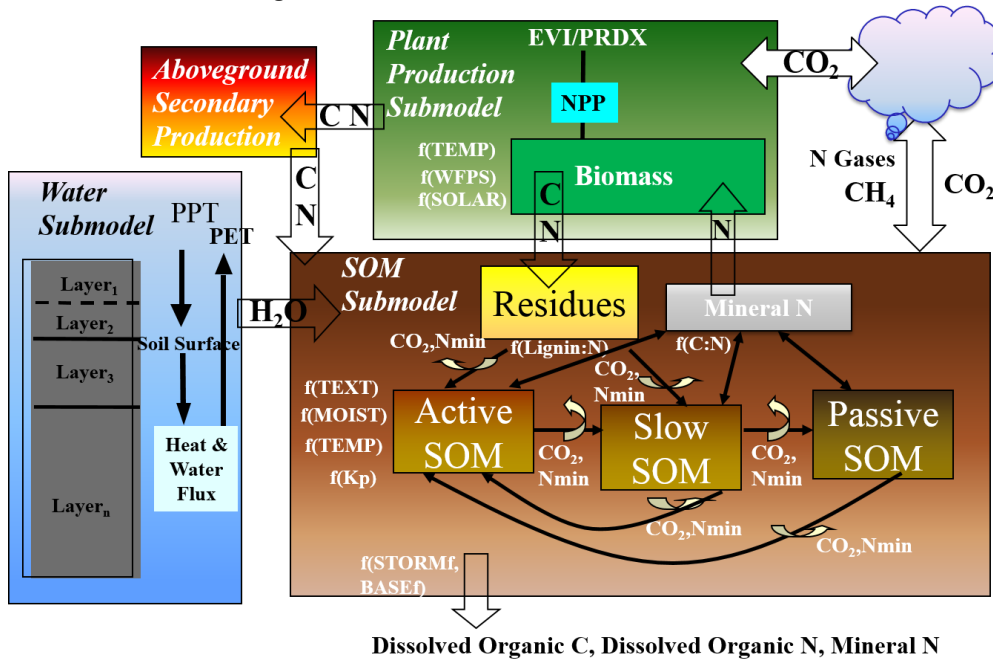 Plant
Production
Submodel
EVI/PRDX
NPP
f(TEMP)
f(WFPS)
f(SOLAR)
Biomass
CO2
Aboveground
Secondary
Production
C N
C
N
C
N
N
N Gases
CH4
CO2
Water
Submodel
PPT
PET
Layer1
Layer2
Soil Surface
Layer3
Heat &
Water
Flux
Layern
H2O
SOM
Submodel
Residues
Mineral N
CO2,Nmin
f(Lignin:N)
f(C:N)
CO2,
Nmin
f(TEXT)
f(MOIST)
f(TEMP)
f(Kp)
Active
SOM
CO2,
Nmin
Slow
SOM
CO2,
Nmin
Passive
SOM
CO2,Nmin
CO2,Nmin
f(STORMf,
BASEf)
Dissolved Organic C, Dissolved Organic N, Mineral N